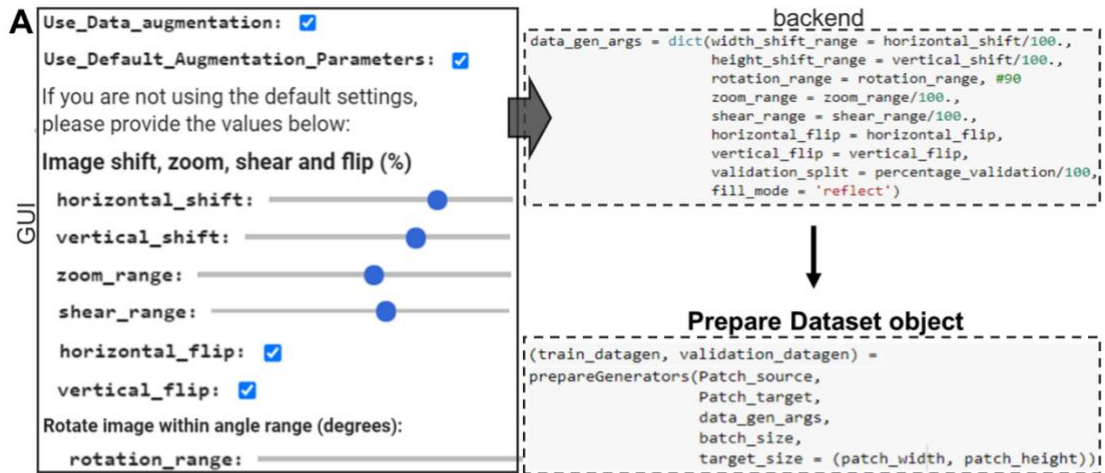 A
GUI
Use_Data_augmentation:
Use_Default_Augmentation_Parameters:
If you are not using the default settings,
please provide the values below:
Image shift, zoom, shear and flip (%)
horizontal_shift:
vertical_shift:
zoom_range:
shear_range:
horizontal_flip:
vertical_flip:
Rotate image within angle range (degrees):
rotation_range:
backend
data_gen_args = dict(width_shift_range = horizontal_shift/100.,
height_shift_range = vertical_shift/100.,
rotation_range = rotation_range, #90
zoom_range = zoom_range/100.,
shear_range = shear_range/100.,
horizontal_flip = horizontal_flip,
vertical_flip = vertical_flip,
validation_split = percentage_validation/100,
fill_mode = 'reflect')
Prepare Dataset object
(train_datagen, validation_datagen) =
prepareGenerators(Patch_source,
Patch_target,
data_gen_args,
batch_size,
target_size = (patch_width, patch_height))